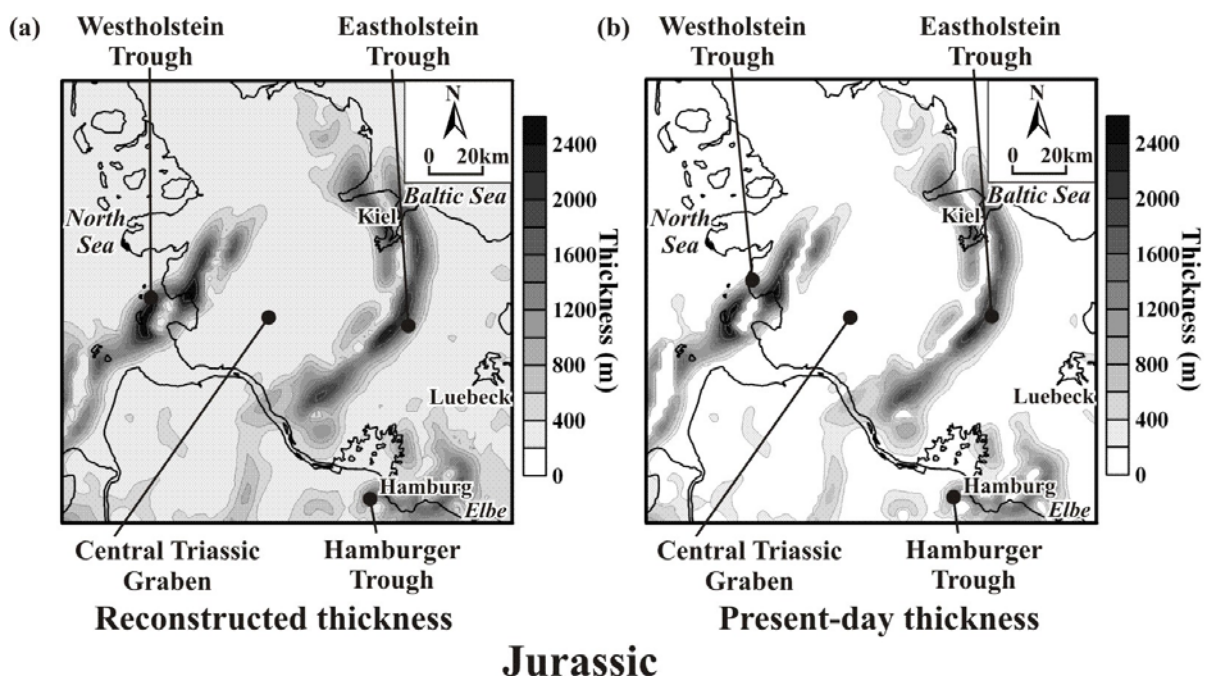 (a)
Westholstein
Trough
Eastholstein
Trough
N
0 20km
Baltic Sea
North
Sea
Kiel
Luebeck
Hamburg
Elbe
2400
2000
1600
1200
800
400
0
Thickness (m)
Central Triassic
Graben
Hamburger
Trough
Reconstructed thickness
(b)
Westholstein
Trough
Eastholstein
Trough
N
0 20km
Baltic Sea
North
Sea
Kiel
Luebeck
Hamburg
Elbe
2400
2000
1600
1200
800
400
0
Thickness (m)
Central Triassic
Graben
Hamburger
Trough
Present-day thickness
Jurassic